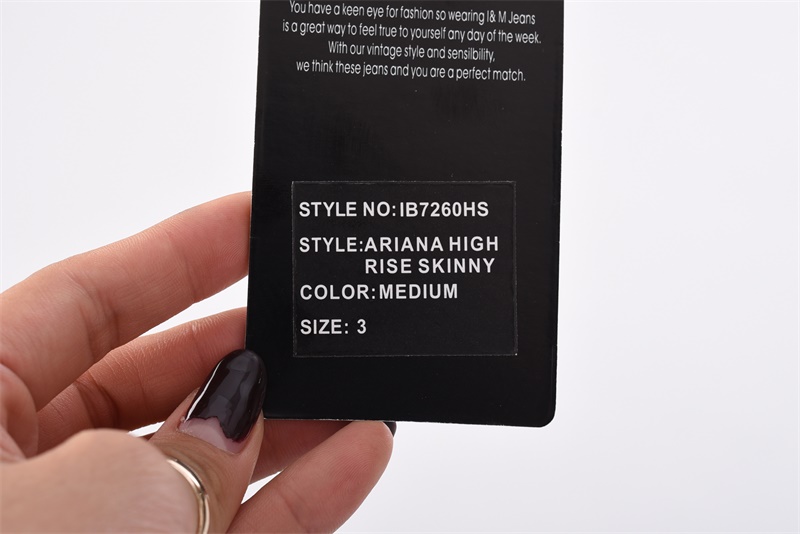 You have a keen eye for fashion so wearing I& M Jeans
is a great way to feel true to yourself any day of the week.
With our vintage style and sensilbility,
we think these jeans and you are a perfect match.
STYLE NO: IB7260HS
STYLE: ARIANA HIGH
RISE SKINNY
COLOR: MEDIUM
SIZE: 3